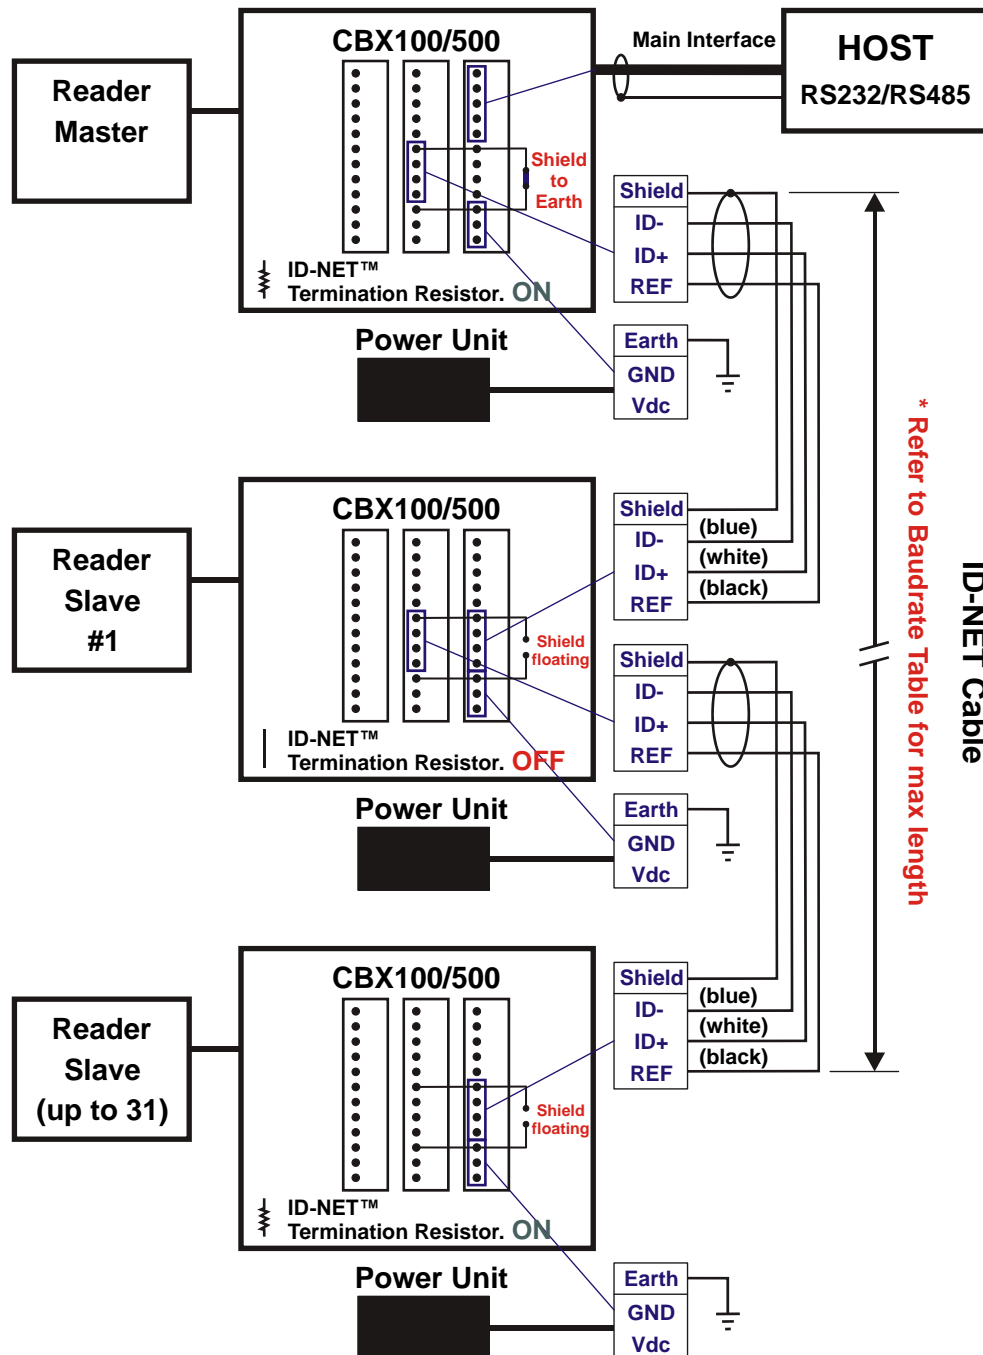 CBX100/500
Main Interface
HOST
RS232/RS485
Reader
Master
Shield
to
Earth
Shield
ID-
ID+
REF
ID-NET™
Termination Resistor. ON
Power Unit
Earth
GND
Vdc
CBX100/500
Reader
Slave
#1
Shield
ID-
ID+
REF
(blue)
(white)
(black)
Shield
floating
Shield
ID-
ID+
REF
ID-NET™
Termination Resistor. OFF
Power Unit
Earth
GND
Vdc
* Refer to Baudrate Table for max length
ID-NET Cable
CBX100/500
Reader
Slave
(up to 31)
Shield
ID-
ID+
REF
(blue)
(white)
(black)
Shield
floating
ID-NET™
Termination Resistor. ON
Power Unit
Earth
GND
Vdc